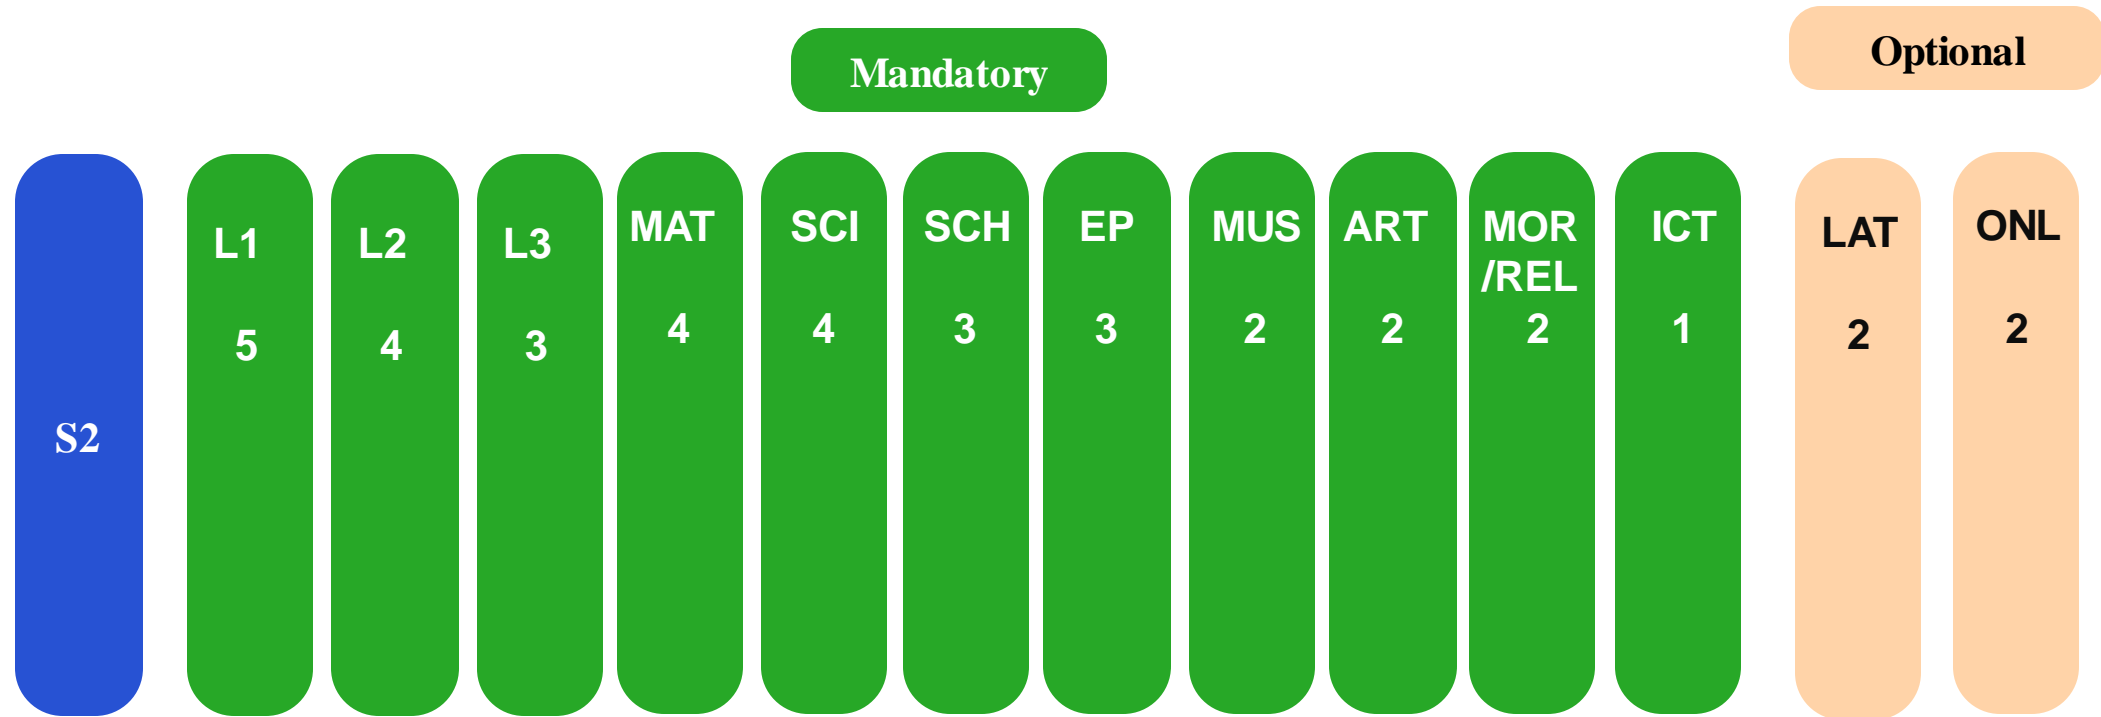 Mandatory
Optional
S2
L1
5
L2
4
L3
3
MAT
4
SCI
4
SCH
3
EP
3
MUS
2
ART
2
MOR
/REL
2
ICT
1
LAT
2
ONL
2